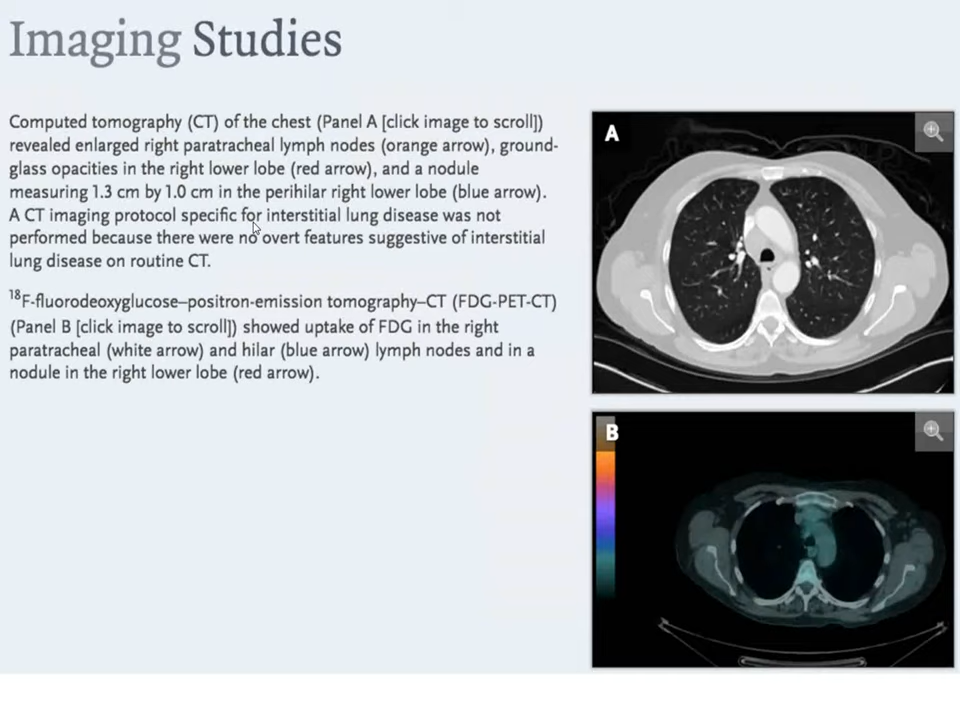 Imaging Studies
Computed tomography (CT) of the chest (Panel A [click image to scroll])
revealed enlarged right paratracheal lymph nodes (orange arrow), ground-
glass opacities in the right lower lobe (red arrow), and a nodule
measuring 1.3 cm by 1.0 cm in the perihilar right lower lobe (blue arrow).
A CT imaging protocol specific for interstitial lung disease was not
performed because there were no overt features suggestive of interstitial
lung disease on routine CT.
¹⁸F-fluorodeoxyglucose–positron-emission tomography–CT (FDG-PET-CT)
(Panel B [click image to scroll]) showed uptake of FDG in the right
paratracheal (white arrow) and hilar (blue arrow) lymph nodes and in a
nodule in the right lower lobe (red arrow).
A
B